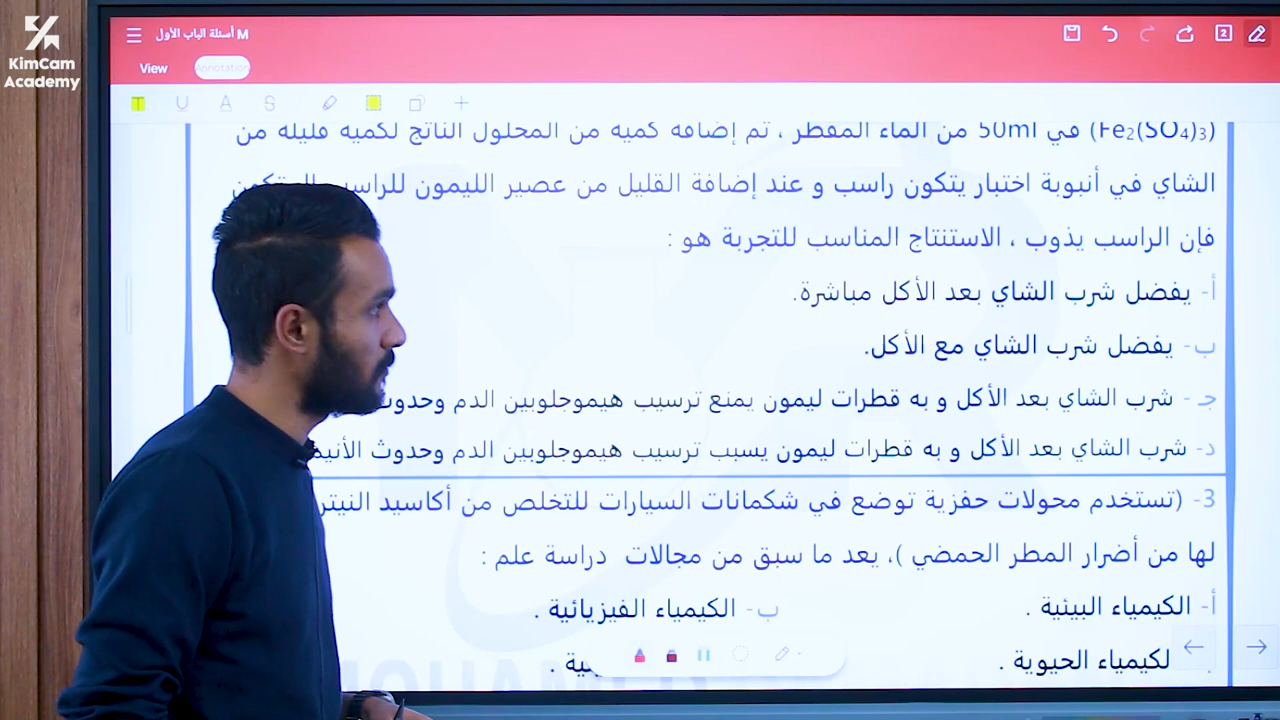 KimCam
Academy
M أسئلة الباب الأول
View
Annotation
(Fe₂(SO₄)₃) في 50ml من الماء المقطر ، تم إضافة كمية من المحلول الناتج لكمية قليلة من
الشاي في أنبوبة اختبار يتكون راسب و عند إضافة القليل من عصير الليمون للراسب
فإن الراسب يذوب ، الاستنتاج المناسب للتجربة هو :
أ- يفضل شرب الشاي بعد الأكل مباشرة.
ب- يفضل شرب الشاي مع الأكل.
جـ - شرب الشاي بعد الأكل و به قطرات ليمون يمنع ترسيب هيموجلوبين الدم
د- شرب الشاي بعد الأكل و به قطرات ليمون يسبب ترسيب هيموجلوبين الدم وحدوث
3- (تستخدم محولات حفزية توضع في شكمانات السيارات للتخلص من أكاسيد
لها من أضرار المطر الحمضي )، يعد ما سبق من مجالات دراسة علم :
أ- الكيمياء البيئية .
ب- الكيمياء الفيزيائية .
لكيمياء الحيوية .